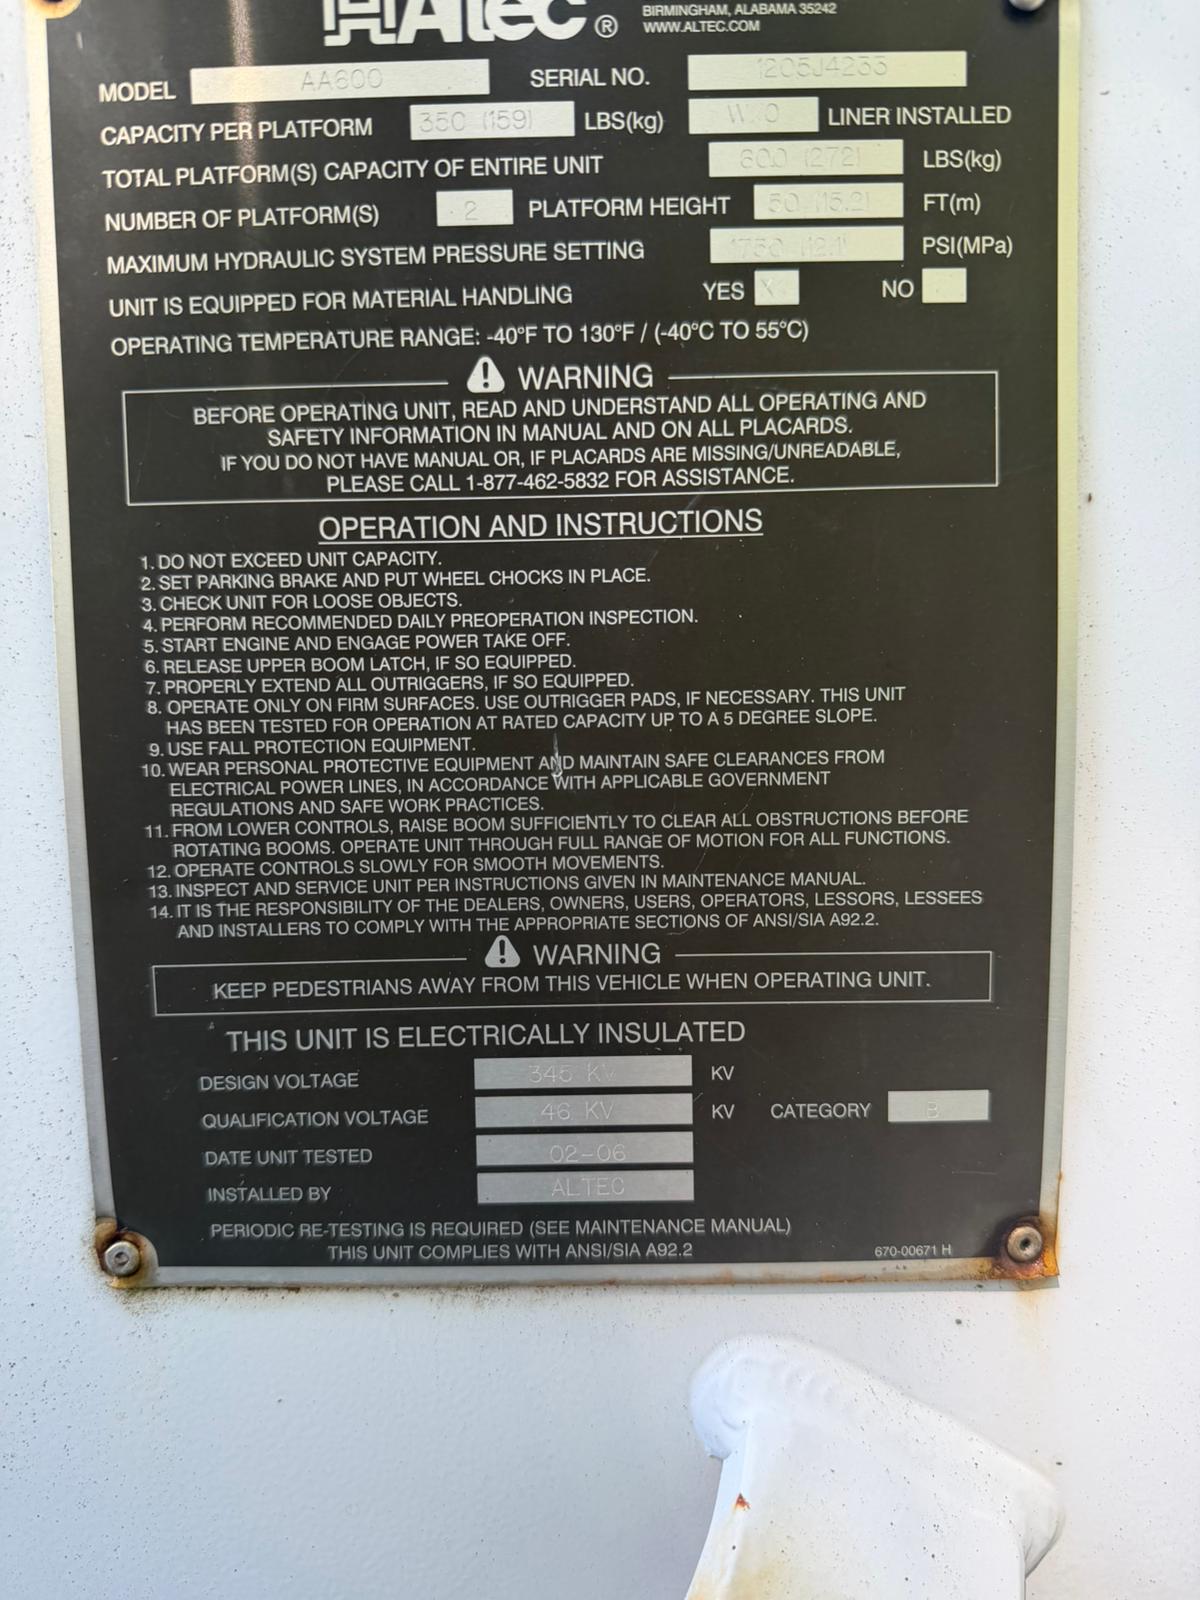 Altec ®
BIRMINGHAM, ALABAMA 35242
WWW.ALTEC.COM
MODEL AA600 SERIAL NO. 1205J4233
CAPACITY PER PLATFORM 350 (159) LBS(kg) W/O LINER INSTALLED
TOTAL PLATFORM(S) CAPACITY OF ENTIRE UNIT 600 (272) LBS(kg)
NUMBER OF PLATFORM(S) 2 PLATFORM HEIGHT 50 (15.2) FT(m)
MAXIMUM HYDRAULIC SYSTEM PRESSURE SETTING 1750 (12.1) PSI(MPa)
UNIT IS EQUIPPED FOR MATERIAL HANDLING YES X NO
OPERATING TEMPERATURE RANGE: -40°F TO 130°F / (-40°C TO 55°C)
WARNING
BEFORE OPERATING UNIT, READ AND UNDERSTAND ALL OPERATING AND
SAFETY INFORMATION IN MANUAL AND ON ALL PLACARDS.
IF YOU DO NOT HAVE MANUAL OR, IF PLACARDS ARE MISSING/UNREADABLE,
PLEASE CALL 1-877-462-5832 FOR ASSISTANCE.
OPERATION AND INSTRUCTIONS
1. DO NOT EXCEED UNIT CAPACITY.
2. SET PARKING BRAKE AND PUT WHEEL CHOCKS IN PLACE.
3. CHECK UNIT FOR LOOSE OBJECTS.
4. PERFORM RECOMMENDED DAILY PREOPERATION INSPECTION.
5. START ENGINE AND ENGAGE POWER TAKE OFF.
6. RELEASE UPPER BOOM LATCH, IF SO EQUIPPED.
7. PROPERLY EXTEND ALL OUTRIGGERS, IF SO EQUIPPED.
8. OPERATE ONLY ON FIRM SURFACES. USE OUTRIGGER PADS, IF NECESSARY. THIS UNIT
HAS BEEN TESTED FOR OPERATION AT RATED CAPACITY UP TO A 5 DEGREE SLOPE.
9. USE FALL PROTECTION EQUIPMENT.
10. WEAR PERSONAL PROTECTIVE EQUIPMENT AND MAINTAIN SAFE CLEARANCES FROM
ELECTRICAL POWER LINES, IN ACCORDANCE WITH APPLICABLE GOVERNMENT
REGULATIONS AND SAFE WORK PRACTICES.
11. FROM LOWER CONTROLS, RAISE BOOM SUFFICIENTLY TO CLEAR ALL OBSTRUCTIONS BEFORE
ROTATING BOOMS. OPERATE UNIT THROUGH FULL RANGE OF MOTION FOR ALL FUNCTIONS.
12. OPERATE CONTROLS SLOWLY FOR SMOOTH MOVEMENTS.
13. INSPECT AND SERVICE UNIT PER INSTRUCTIONS GIVEN IN MAINTENANCE MANUAL.
14. IT IS THE RESPONSIBILITY OF THE DEALERS, OWNERS, USERS, OPERATORS, LESSORS, LESSEES
AND INSTALLERS TO COMPLY WITH THE APPROPRIATE SECTIONS OF ANSI/SIA A92.2.
WARNING
KEEP PEDESTRIANS AWAY FROM THIS VEHICLE WHEN OPERATING UNIT.
THIS UNIT IS ELECTRICALLY INSULATED
DESIGN VOLTAGE 345 KV KV
QUALIFICATION VOLTAGE 46 KV KV CATEGORY B
DATE UNIT TESTED 02-06
INSTALLED BY ALTEC
PERIODIC RE-TESTING IS REQUIRED (SEE MAINTENANCE MANUAL)
THIS UNIT COMPLIES WITH ANSI/SIA A92.2
670-00671 H